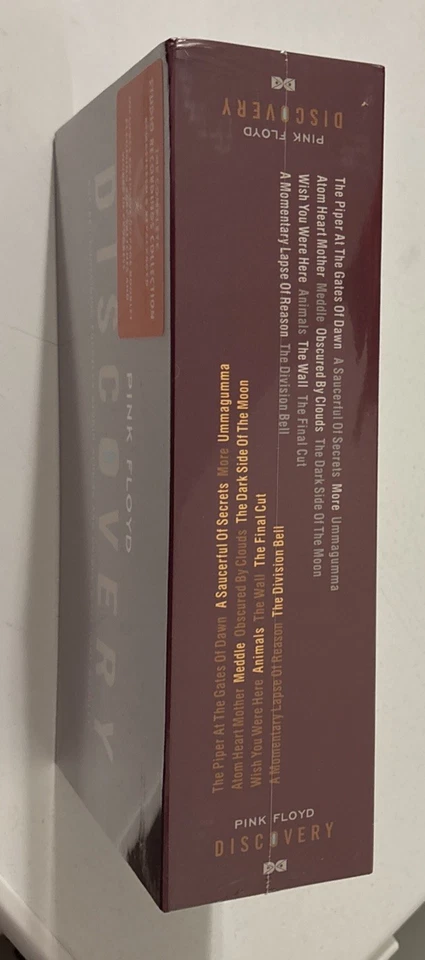 PINK FLOYD
DISCOVERY
The Piper At The Gates Of Dawn A Saucerful Of Secrets More Ummagumma
Atom Heart Mother Meddle Obscured By Clouds The Dark Side Of The Moon
Wish You Were Here Animals The Wall The Final Cut
A Momentary Lapse Of Reason The Division Bell
The Piper At The Gates Of Dawn A Saucerful Of Secrets More Ummagumma
Atom Heart Mother Meddle Obscured By Clouds The Dark Side Of The Moon
Wish You Were Here Animals The Wall The Final Cut
A Momentary Lapse Of Reason The Division Bell
PINK FLOYD
DISCOVERY
STUDIO RECORDINGS COLLECTION
PINK FLOYD
DISCOVERY